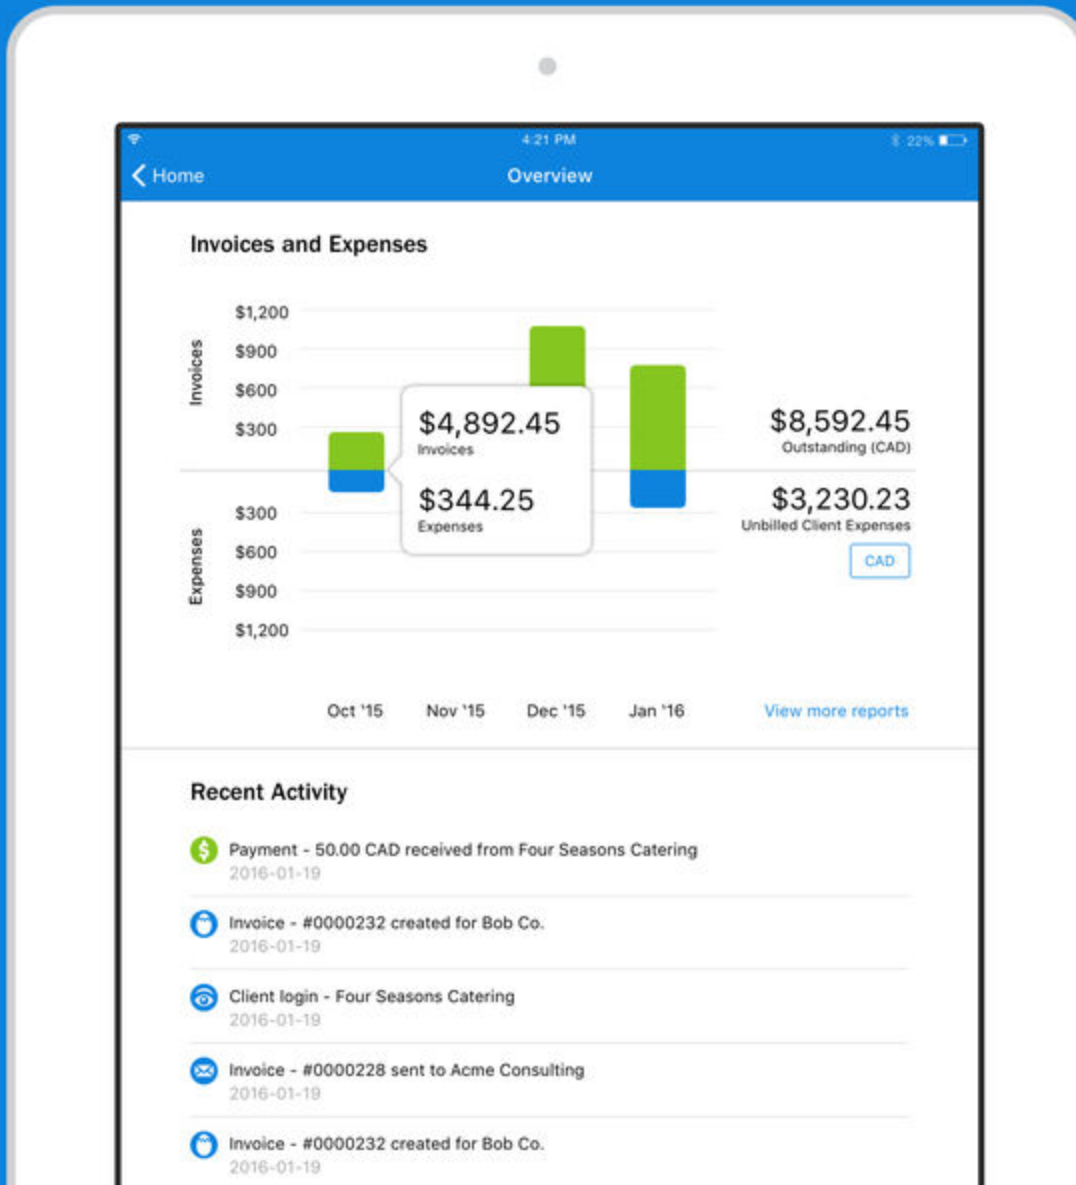 4:21 PM
22%
Home
Overview
Invoices and Expenses
Invoices
$1,200
$900
$600
$300
Expenses
$300
$600
$900
$1,200
$4,892.45
Invoices
$344.25
Expenses
$8,592.45
Outstanding (CAD)
$3,230.23
Unbilled Client Expenses
CAD
Oct '15
Nov '15
Dec '15
Jan '16
View more reports
Recent Activity
Payment - 50.00 CAD received from Four Seasons Catering
2016-01-19
Invoice - #0000232 created for Bob Co.
2016-01-19
Client login - Four Seasons Catering
2016-01-19
Invoice - #0000228 sent to Acme Consulting
2016-01-19
Invoice - #0000232 created for Bob Co.
2016-01-19